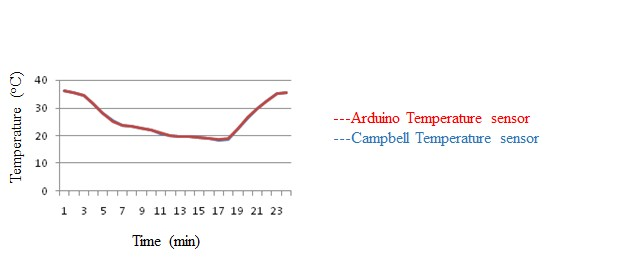 Temperature (°C)
40
30
20
10
0
1 3 5 7 9 11 13 15 17 19 21 23
Time (min)
---Arduino Temperature sensor
---Campbell Temperature sensor